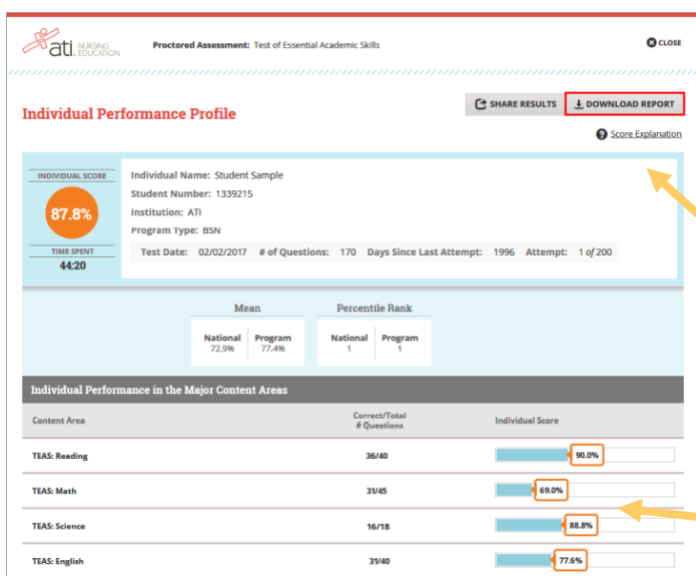 ati NURSING EDUCATION
Proctored Assessment: Test of Essential Academic Skills
CLOSE
Individual Performance Profile
SHARE RESULTS
DOWNLOAD REPORT
Score Explanation
INDIVIDUAL SCORE
87.8%
TIME SPENT
44:20
Individual Name: Student Sample
Student Number: 1339215
Institution: ATI
Program Type: BSN
Test Date: 02/02/2017 # of Questions: 170 Days Since Last Attempt: 1996 Attempt: 1 of 200
Mean
National Program
72.9% 77.4%
Percentile Rank
National Program
1 1
Individual Performance in the Major Content Areas
Content Area Correct/Total # Questions Individual Score
TEAS: Reading 36/40 90.0%
TEAS: Math 31/45 69.0%
TEAS: Science 16/18 88.8%
TEAS: English 31/40 77.6%